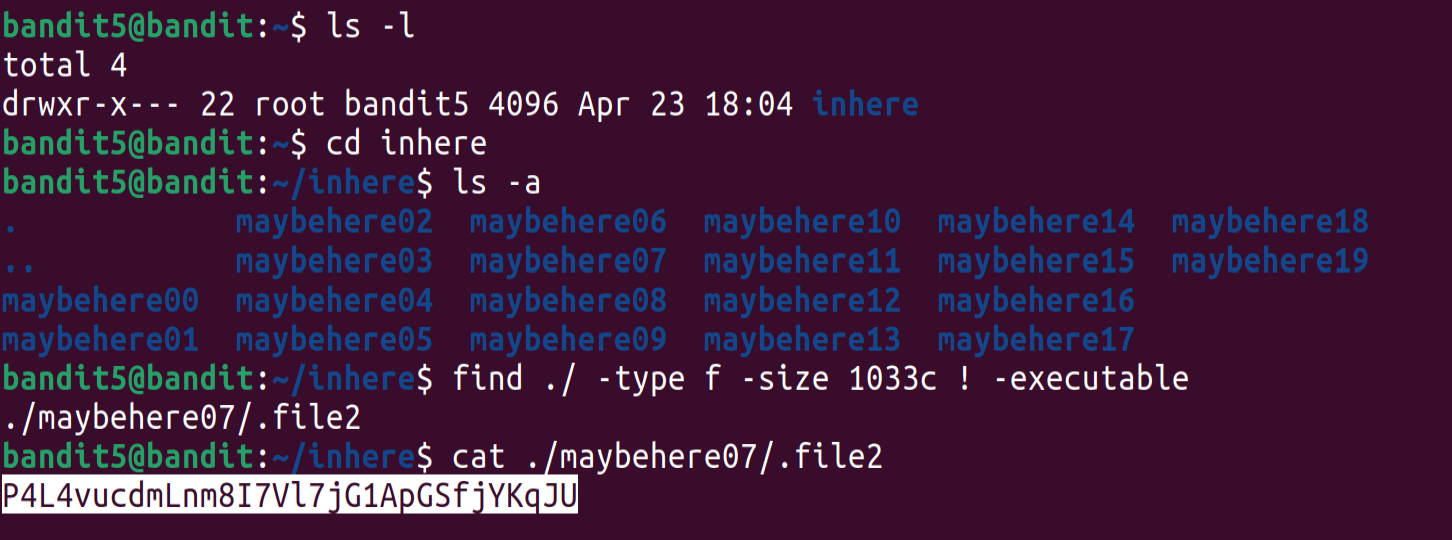 bandit5@bandit:~$ ls -l
total 4
drwxr-x--- 22 root bandit5 4096 Apr 23 18:04 inhere
bandit5@bandit:~$ cd inhere
bandit5@bandit:~/inhere$ ls -a
.            maybehere02  maybehere06  maybehere10  maybehere14  maybehere18
..           maybehere03  maybehere07  maybehere11  maybehere15  maybehere19
maybehere00  maybehere04  maybehere08  maybehere12  maybehere16
maybehere01  maybehere05  maybehere09  maybehere13  maybehere17
bandit5@bandit:~/inhere$ find ./ -type f -size 1033c ! -executable
./maybehere07/.file2
bandit5@bandit:~/inhere$ cat ./maybehere07/.file2
P4L4vucdmLnm8I7Vl7jG1ApGSfjYKqJU